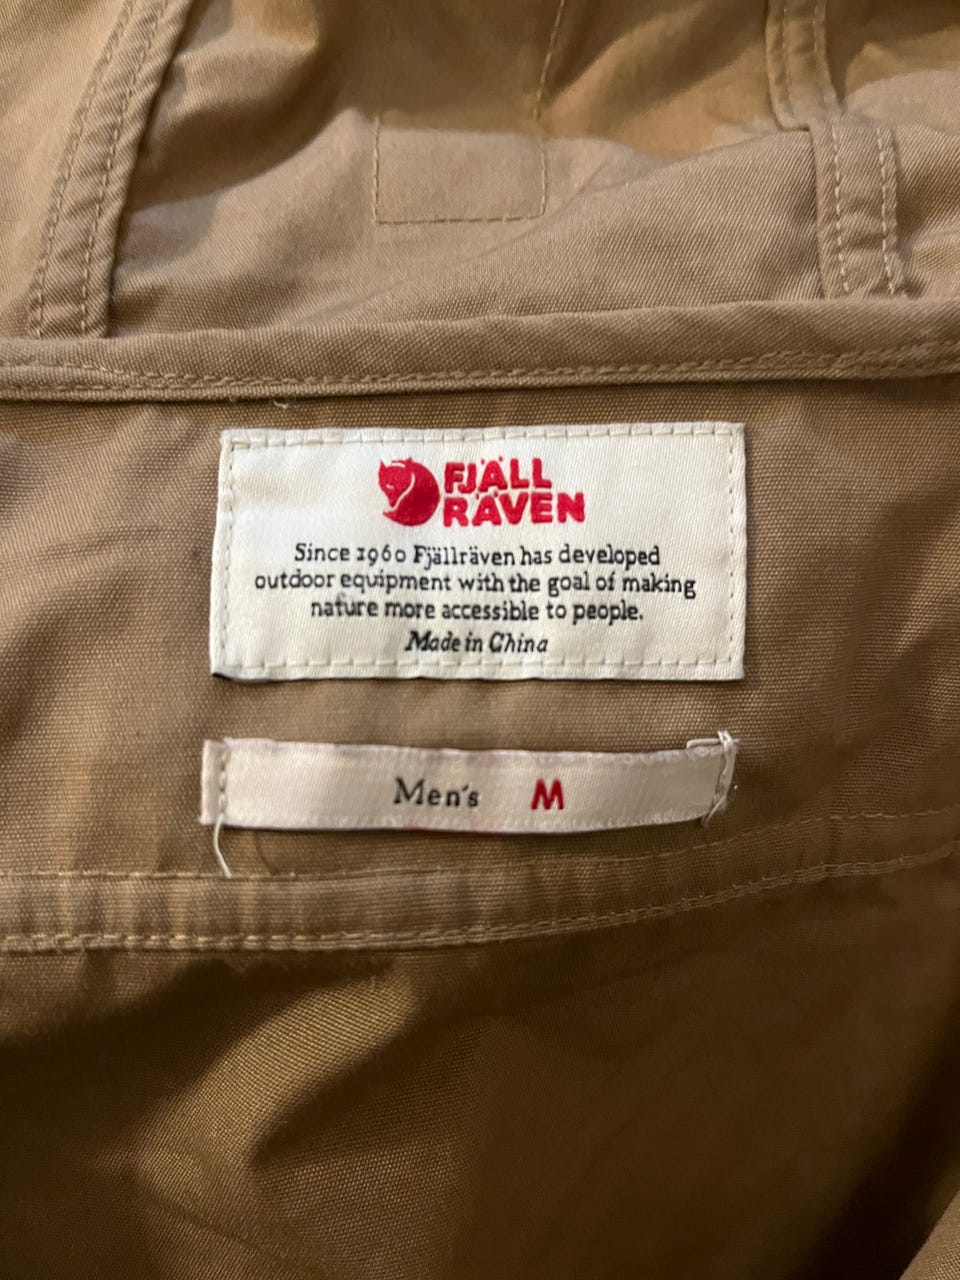 FJÄLL
RÄVEN
Since 1960 Fjällräven has developed
outdoor equipment with the goal of making
nature more accessible to people.
Made in China
Men's M